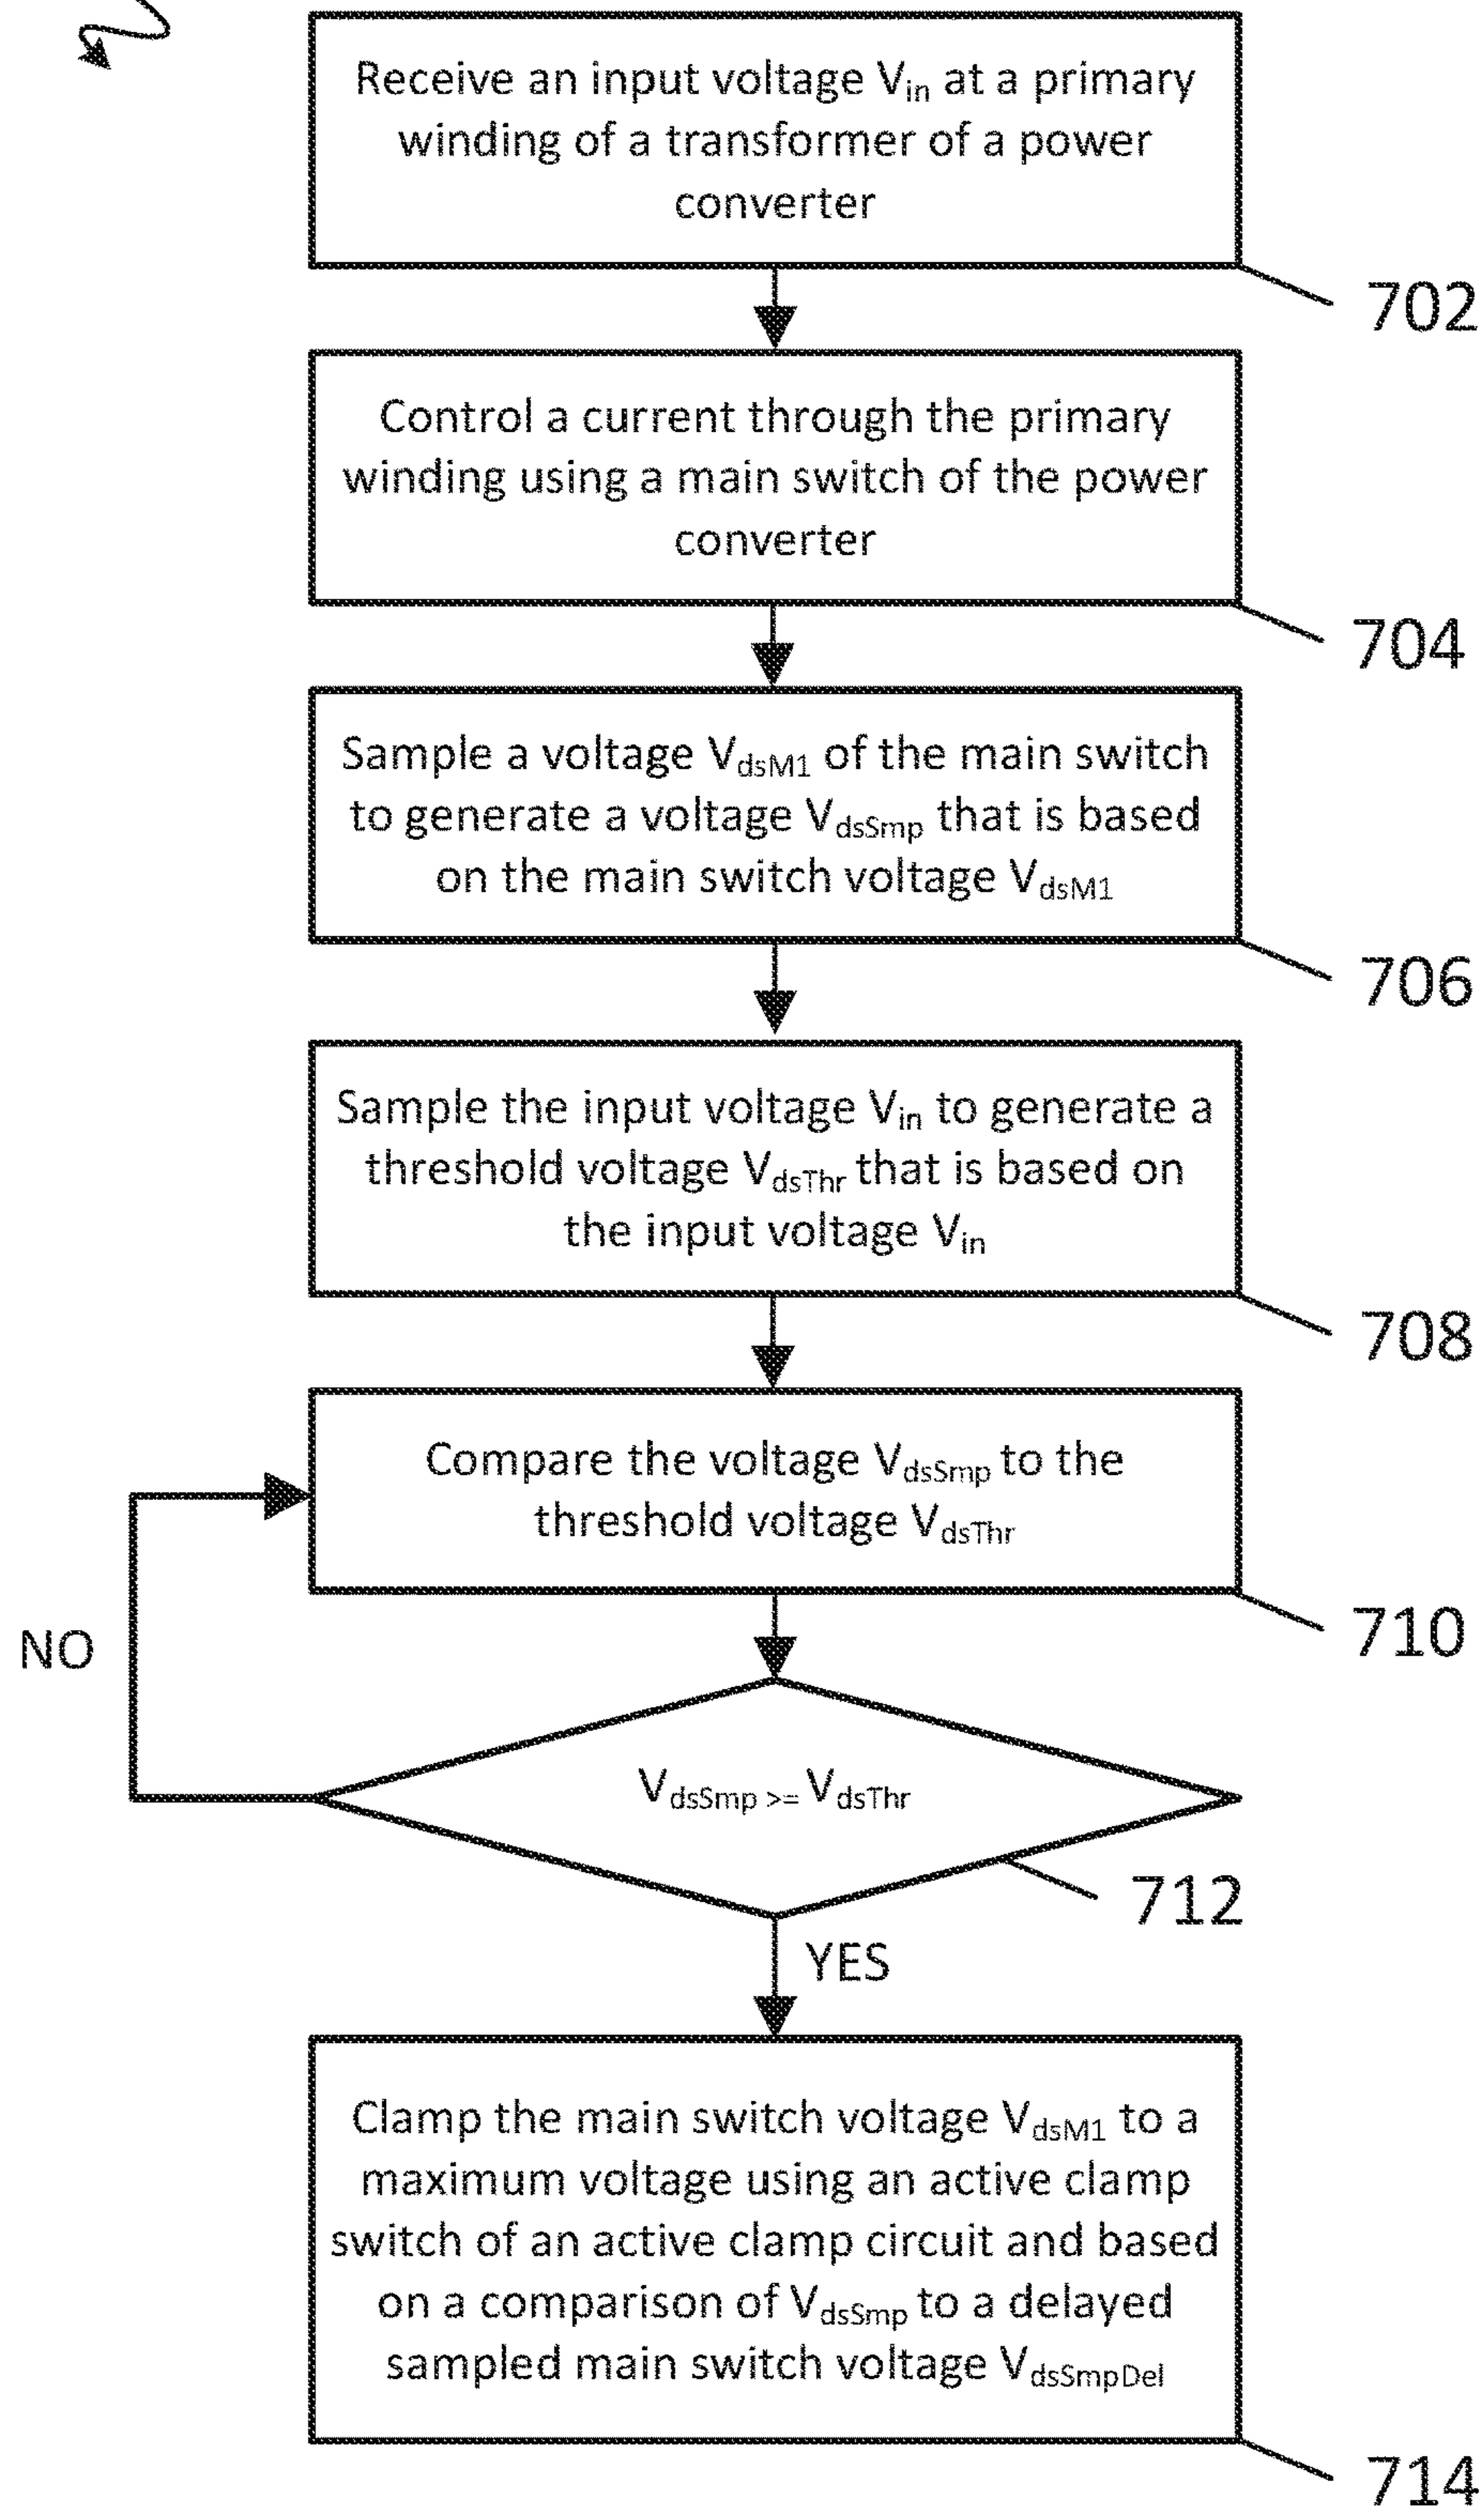 Receive an input voltage Vin at a primary
winding of a transformer of a power
converter
702
Control a current through the primary
winding using a main switch of the power
converter
704
Sample a voltage VdsM1 of the main switch
to generate a voltage VdsSmp that is based
on the main switch voltage VdsM1
706
Sample the input voltage Vin to generate a
threshold voltage VdsThr that is based on
the input voltage Vin
708
Compare the voltage VdsSmp to the
threshold voltage VdsThr
710
NO
VdsSmp >= VdsThr
712
YES
Clamp the main switch voltage VdsM1 to a
maximum voltage using an active clamp
switch of an active clamp circuit and based
on a comparison of VdsSmp to a delayed
sampled main switch voltage VdsSmpDel
714